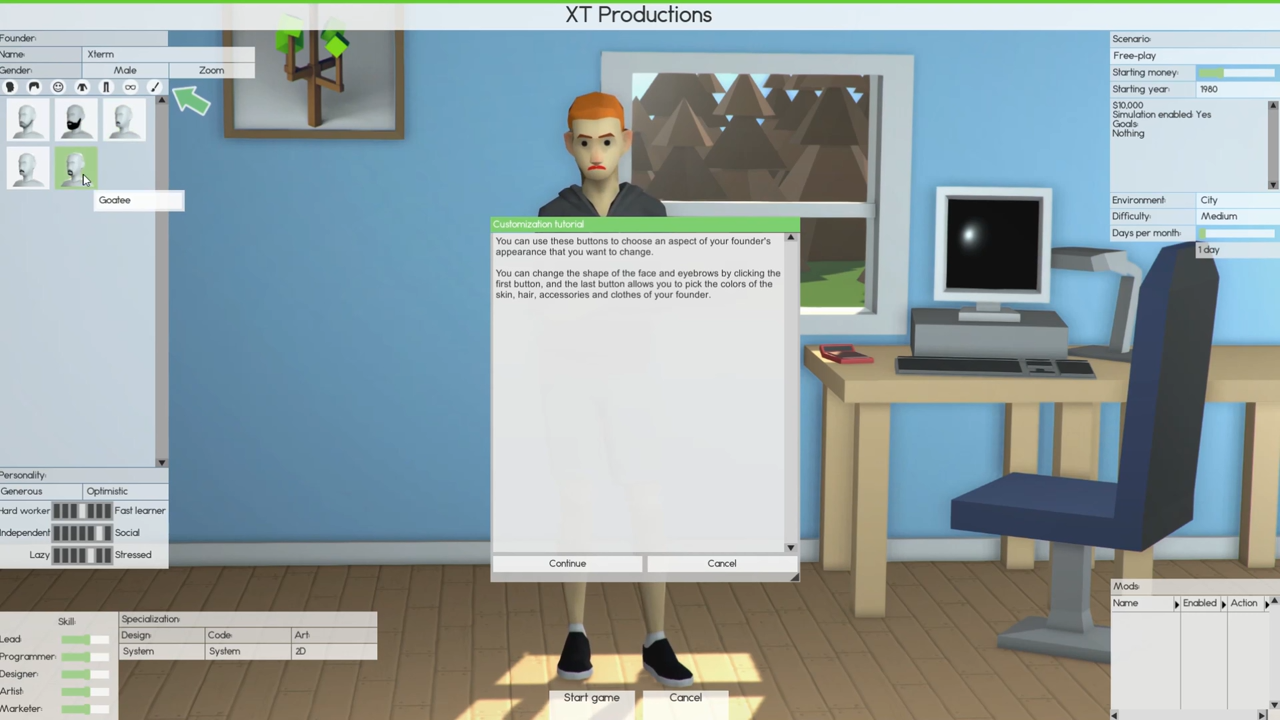 XT Productions
Founder:
Name: Xterm
Gender: Male Zoom
Goatee
Personality:
Generous Optimistic
Hard worker Fast learner
Independent Social
Lazy Stressed
Skill:
Lead:
Programmer:
Designer:
Artist:
Marketer:
Specialization:
Design: Code: Art:
System System 2D
Customization tutorial
You can use these buttons to choose an aspect of your founder's
appearance that you want to change.
You can change the shape of the face and eyebrows by clicking the
first button, and the last button allows you to pick the colors of the
skin, hair, accessories and clothes of your founder.
Continue Cancel
Start game Cancel
Scenario:
Free-play
Starting money:
Starting year: 1980
$10,000
Simulation enabled: Yes
Goals:
Nothing
Environment: City
Difficulty: Medium
Days per month:
1 day
Mods:
Name Enabled Action